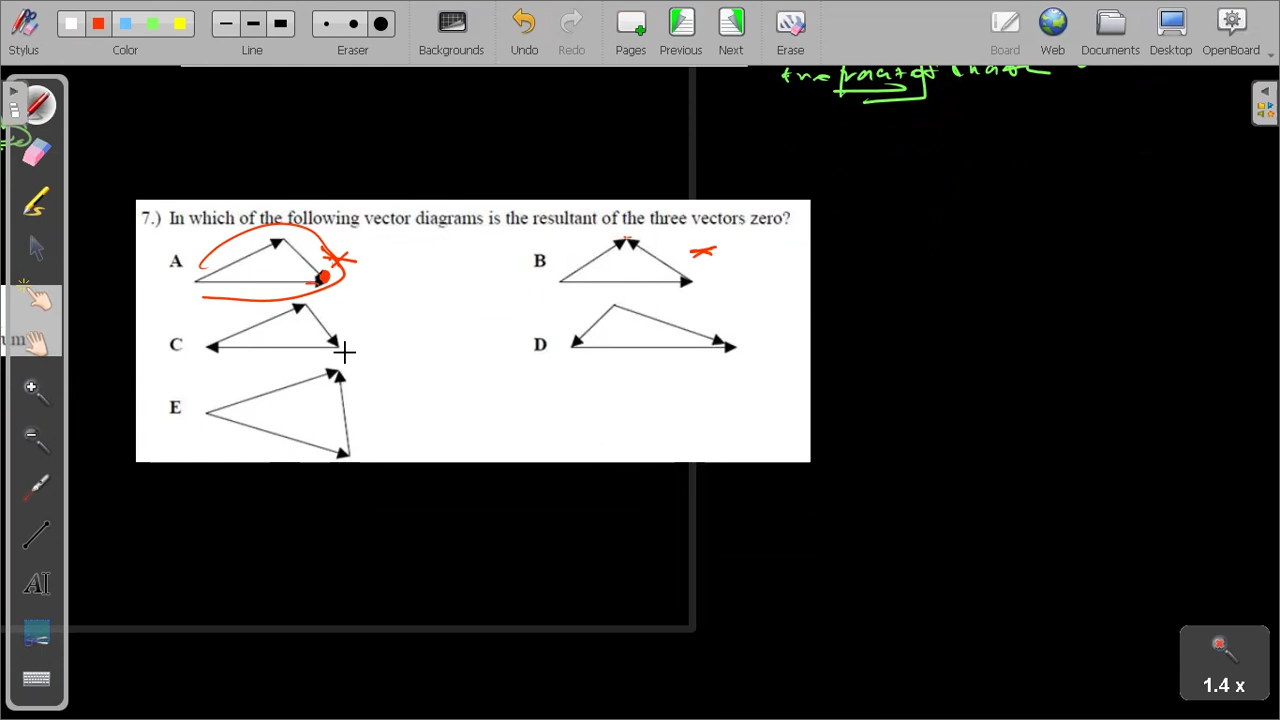 Stylus Color Line Eraser Backgrounds Undo Redo Pages Previous Next Erase Board Web Documents Desktop OpenBoard
7.) In which of the following vector diagrams is the resultant of the three vectors zero?
A B
C D
E
AI
1.4 x